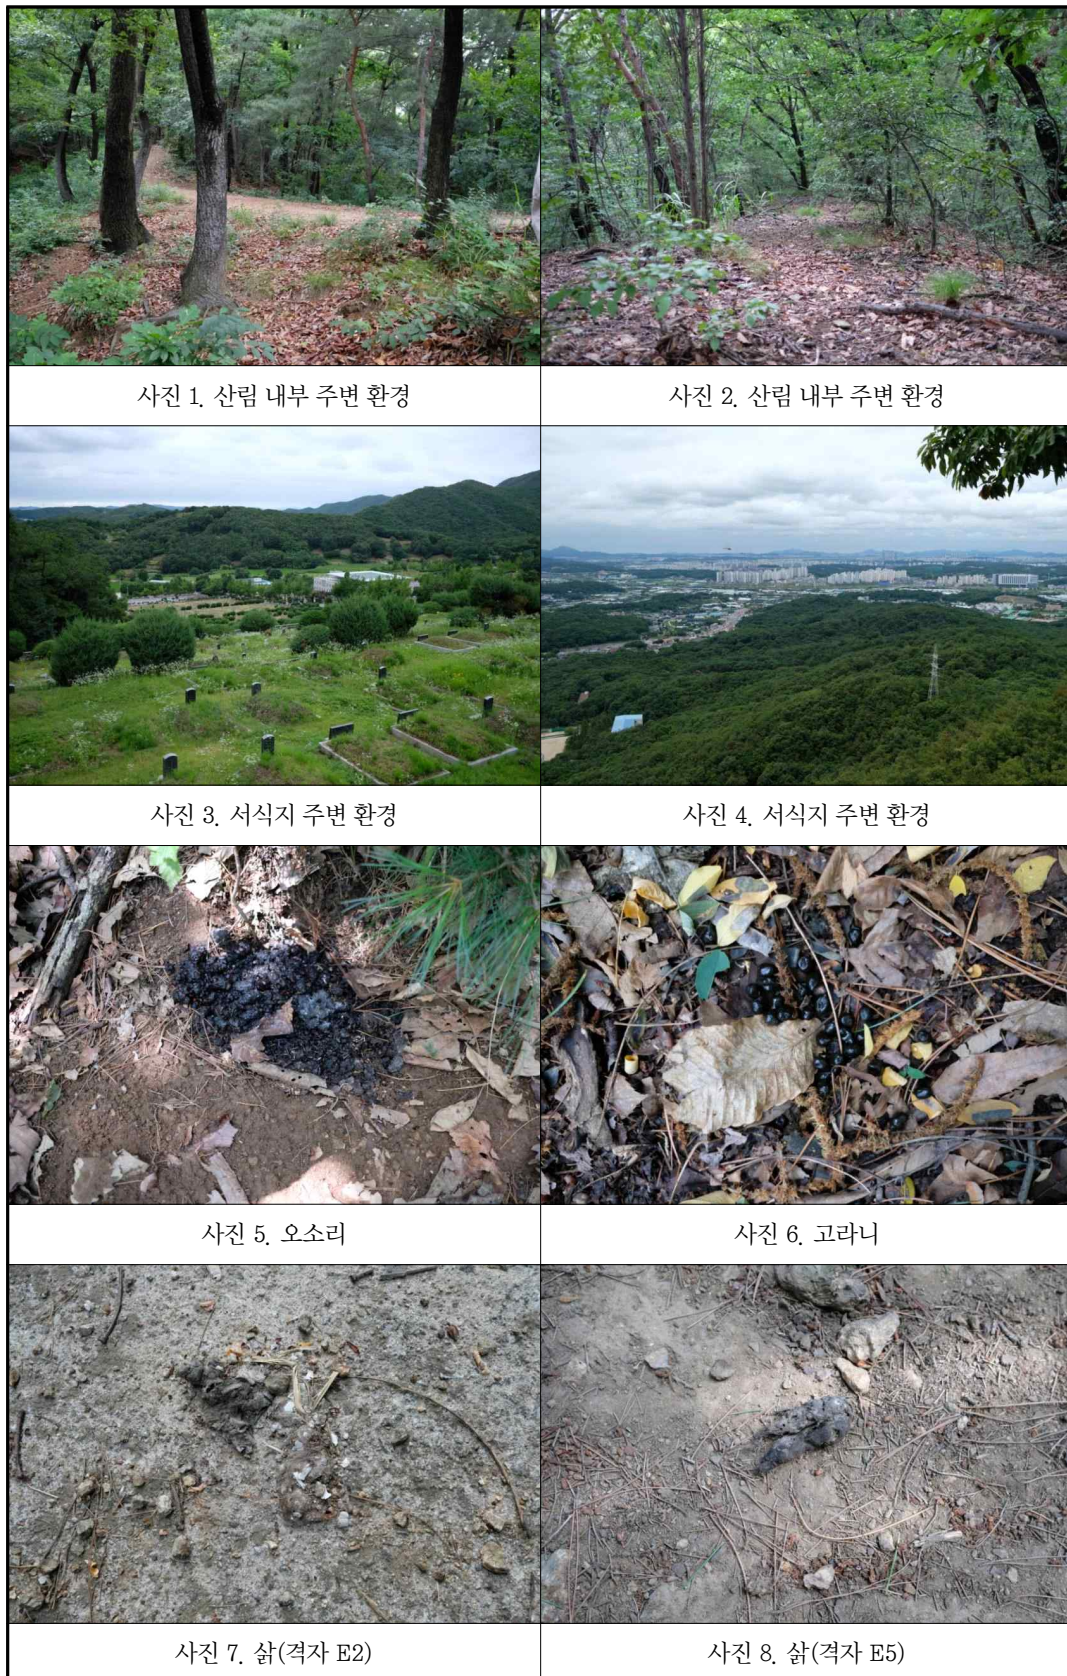 사진 1. 산림 내부 주변 환경
사진 2. 산림 내부 주변 환경
사진 3. 서식지 주변 환경
사진 4. 서식지 주변 환경
사진 5. 오소리
사진 6. 고라니
사진 7. 삵(격자 E2)
사진 8. 삵(격자 E5)